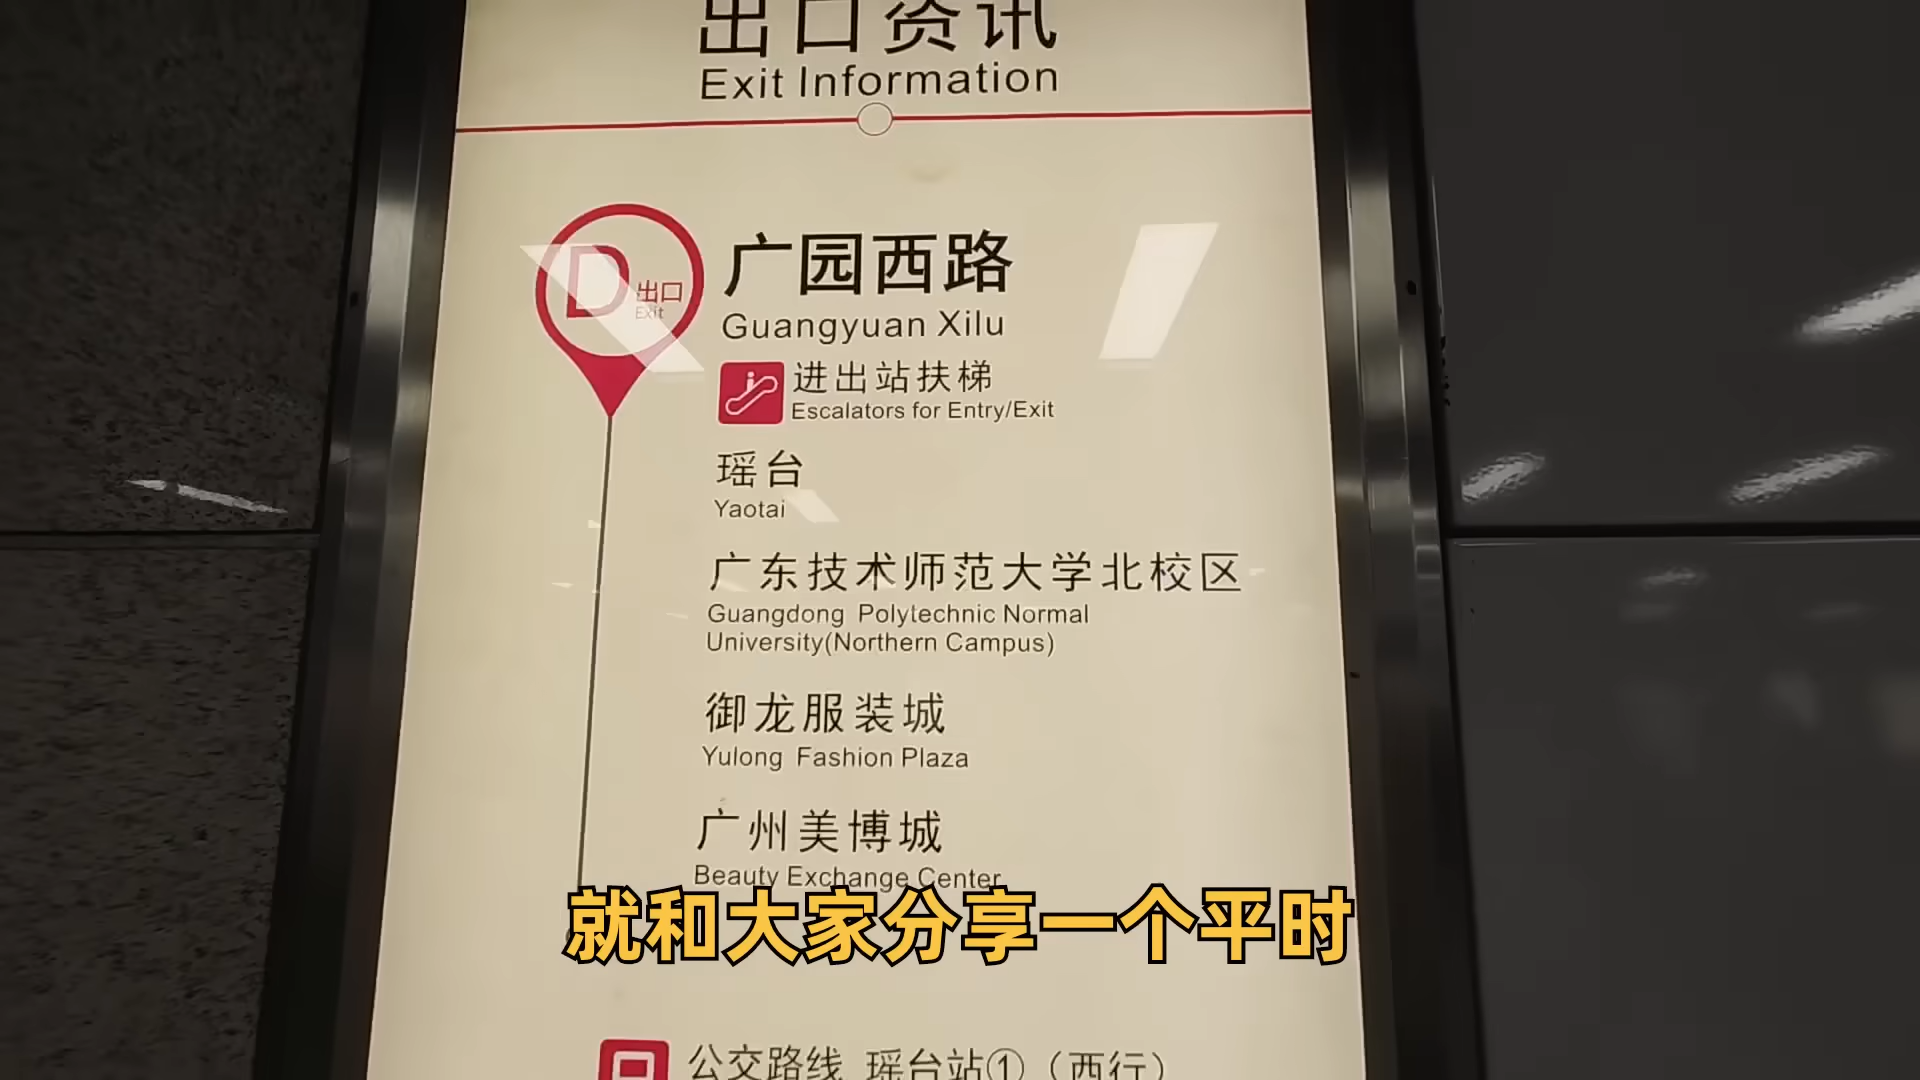 出口资讯
Exit Information
D 出口
Exit
广园西路
Guangyuan Xilu
进出站扶梯
Escalators for Entry/Exit
瑶台
Yaotai
广东技术师范大学北校区
Guangdong Polytechnic Normal
University(Northern Campus)
御龙服装城
Yulong Fashion Plaza
广州美博城
Beauty Exchange Center
就和大家分享一个平时
公交路线 瑶台站①（西行）